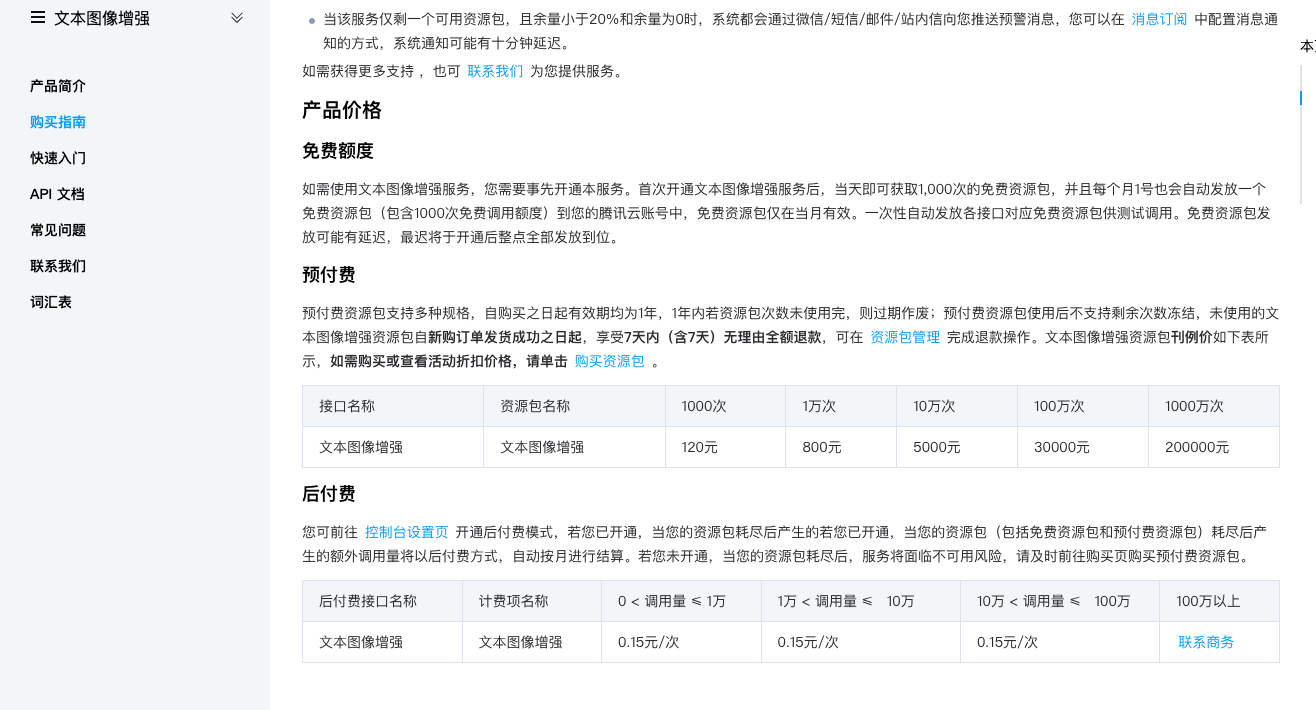 文本图像增强
产品简介
购买指南
快速入门
API 文档
常见问题
联系我们
词汇表
当该服务仅剩一个可用资源包，且余量小于20%和余量为0时，系统都会通过微信/短信/邮件/站内信向您推送预警消息，您可以在 消息订阅 中配置消息通
知的方式，系统通知可能有十分钟延迟。
如需获得更多支持 ，也可 联系我们 为您提供服务。
产品价格
免费额度
如需使用文本图像增强服务，您需要事先开通本服务。首次开通文本图像增强服务后，当天即可获取1,000次的免费资源包，并且每个月1号也会自动发放一个
免费资源包（包含1000次免费调用额度）到您的腾讯云账号中，免费资源包仅在当月有效。一次性自动发放各接口对应免费资源包供测试调用。免费资源包发
放可能有延迟，最迟将于开通后整点全部发放到位。
预付费
预付费资源包支持多种规格，自购买之日起有效期均为1年，1年内若资源包次数未使用完，则过期作废；预付费资源包使用后不支持剩余次数冻结，未使用的文
本图像增强资源包自新购订单发货成功之日起，享受7天内（含7天）无理由全额退款，可在 资源包管理 完成退款操作。文本图像增强资源包刊例价如下表所
示，如需购买或查看活动折扣价格，请单击 购买资源包 。
接口名称 资源包名称 1000次 1万次 10万次 100万次 1000万次
文本图像增强 文本图像增强 120元 800元 5000元 30000元 200000元
后付费
您可前往 控制台设置页 开通后付费模式，若您已开通，当您的资源包耗尽后产生的若您已开通，当您的资源包（包括免费资源包和预付费资源包）耗尽后产
生的额外调用量将以后付费方式，自动按月进行结算。若您未开通，当您的资源包耗尽后，服务将面临不可用风险，请及时前往购买页购买预付费资源包。
后付费接口名称 计费项名称 0 < 调用量 ≤ 1万 1万 < 调用量 ≤ 10万 10万 < 调用量 ≤ 100万 100万以上
文本图像增强 文本图像增强 0.15元/次 0.15元/次 0.15元/次 联系商务
本